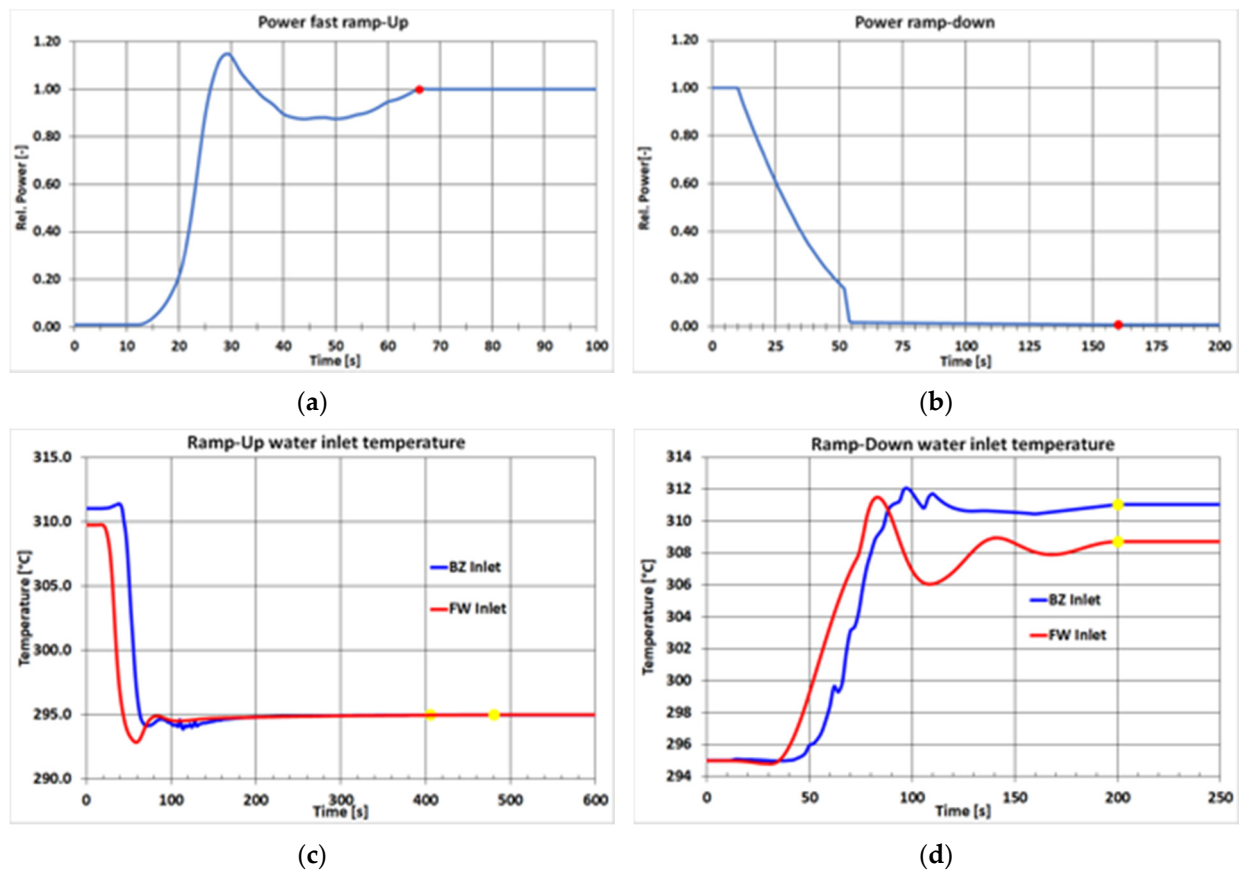 Power fast ramp-Up
1.20
1.00
0.80
0.60
0.40
0.20
0.00
Rel. Power [-]
0 10 20 30 40 50 60 70 80 90 100
Time [s]
(a)
Power ramp-down
1.20
1.00
0.80
0.60
0.40
0.20
0.00
Rel. Power[-]
0 25 50 75 100 125 150 175 200
Time [s]
(b)
Ramp-Up water inlet temperature
315.0
310.0
305.0
300.0
295.0
290.0
Temperature [°C]
BZ Inlet
FW Inlet
0 100 200 300 400 500 600
Time [s]
(c)
Ramp-Down water inlet temperature
314
312
310
308
306
304
302
300
298
296
294
Temperature [°C]
BZ Inlet
FW Inlet
0 50 100 150 200 250
Time [s]
(d)